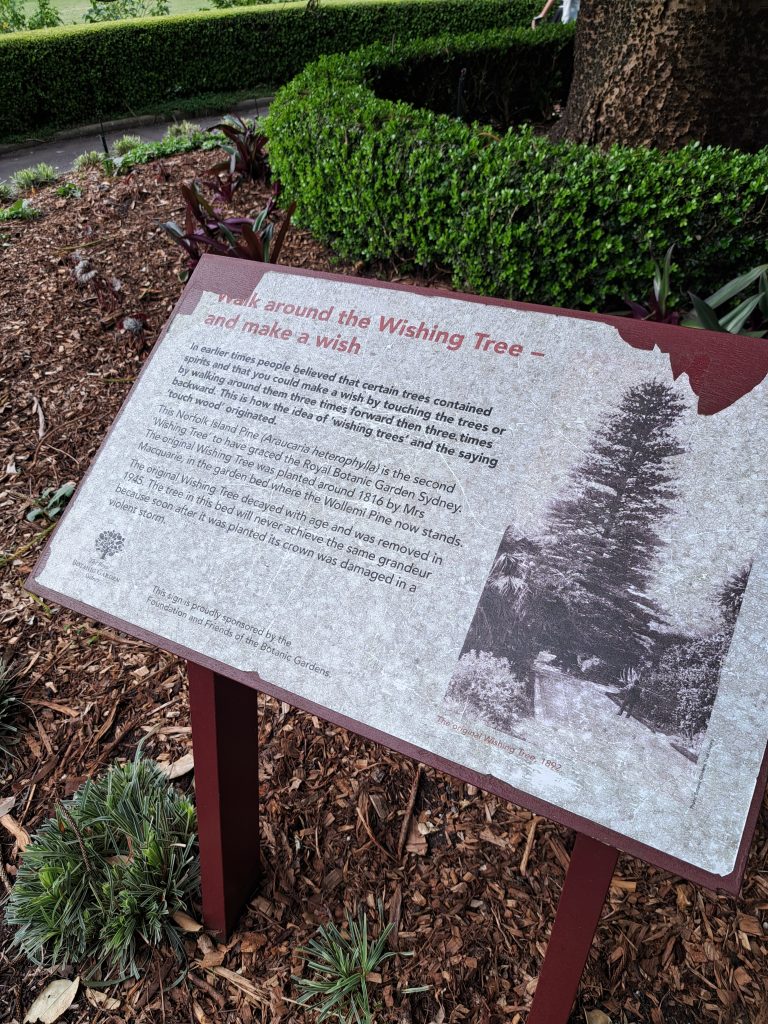 Walk around the Wishing Tree –
and make a wish
In earlier times people believed that certain trees contained
spirits and that you could make a wish by touching the trees or
by walking around them three times forward then three times
backward. This is how the idea of 'wishing trees' and the saying
'touch wood' originated.
This Norfolk Island Pine (Araucaria heterophylla) is the second
'Wishing Tree' to have graced the Royal Botanic Garden Sydney.
The original Wishing Tree was planted around 1816 by Mrs
Macquarie, in the garden bed where the Wollemi Pine now stands.
The original Wishing Tree decayed with age and was removed in
1945. The tree in this bed will never achieve the same grandeur
because soon after it was planted its crown was damaged in a
violent storm.
BOTANIC GARDEN
This sign is proudly sponsored by the
Foundation and Friends of the Botanic Gardens.
The original Wishing Tree, 1892